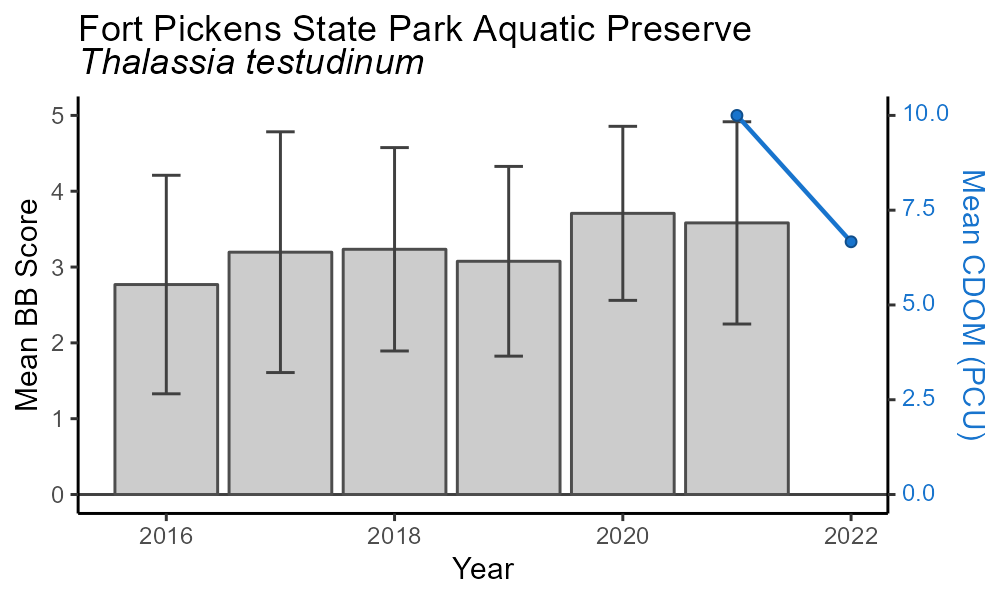 Fort Pickens State Park Aquatic Preserve
Thalassia testudinum
Mean BB Score
5
4
3
2
1
0
10.0
7.5
5.0
2.5
0.0
Mean CDOM (PCU)
2016 2018 2020 2022
Year